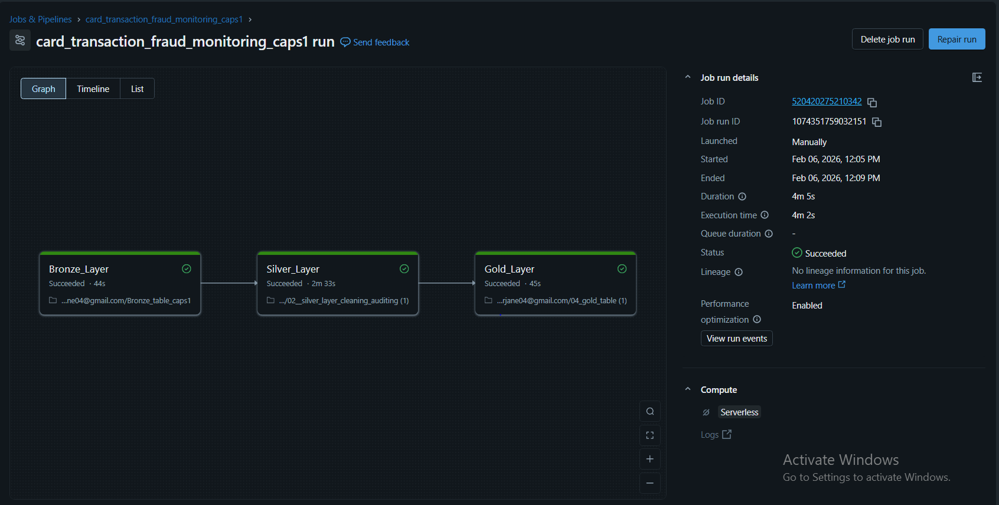 Jobs & Pipelines › card_transaction_fraud_monitoring_caps1 ›
card_transaction_fraud_monitoring_caps1 run Send feedback
Delete job run Repair run
Graph Timeline List
Bronze_Layer
Succeeded · 44s
...ne04@gmail.com/Bronze_table_caps1
Silver_Layer
Succeeded · 2m 33s
.../02__silver_layer_cleaning_auditing (1)
Gold_Layer
Succeeded · 45s
...rjane04@gmail.com/04_gold_table (1)
Job run details
Job ID 520420275210342
Job run ID 1074351759032151
Launched Manually
Started Feb 06, 2026, 12:05 PM
Ended Feb 06, 2026, 12:09 PM
Duration 4m 5s
Execution time 4m 2s
Queue duration -
Status Succeeded
Lineage No lineage information for this job.
Learn more
Performance
optimization Enabled
View run events
Compute
Serverless
Logs
Activate Windows
Go to Settings to activate Windows.